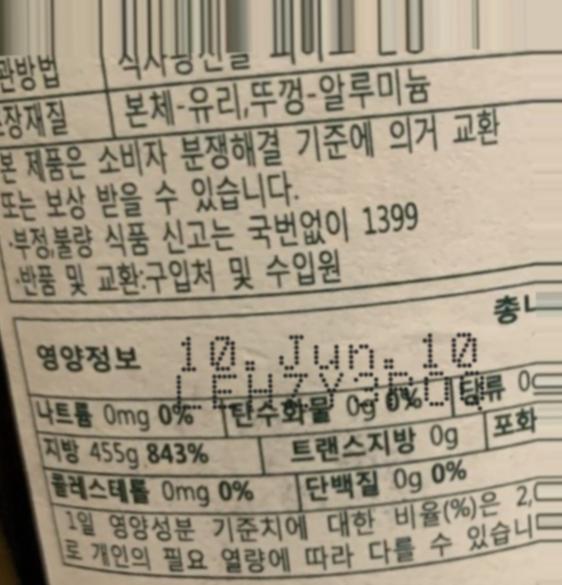 관방법
장재질 본체-유리,뚜껑-알루미늄
본 제품은 소비자 분쟁해결 기준에 의거 교환
또는 보상 받을 수 있습니다.
·부정,불량 식품 신고는 국번없이 1399
·반품 및 교환:구입처 및 수입원
영양정보
10.Jun.10
나트륨 0mg 0% 탄수화물 0g 0% 당류
지방 455g 843% 트랜스지방 0g 포화
콜레스테롤 0mg 0% 단백질 0g 0%
1일 영양성분 기준치에 대한 비율(%)은 2,
로 개인의 필요 열량에 따라 다를 수 있습니